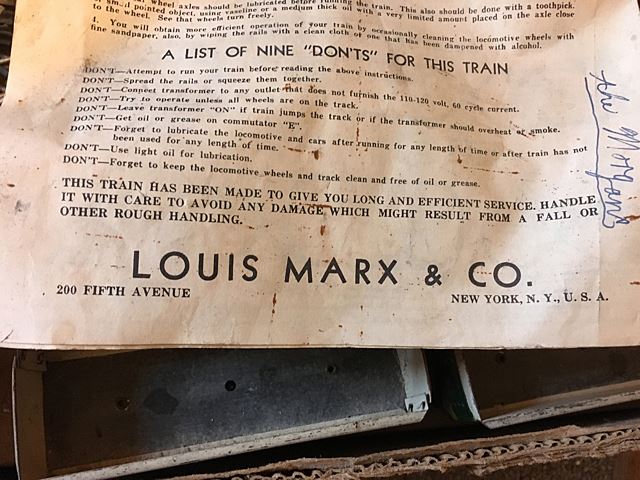 wheel axles should be lubricated before running the train. This also should be done with a toothpick.
pointed object, using vaseline or a medium thick oil with a very limited amount placed on the axle close
to the wheel. See that wheels turn freely.
4. You will obtain more efficient operation of your train by occasionally cleaning the locomotive wheels with
fine sandpaper, also, by wiping the rails with a clean cloth or one that has been dampened with alcohol.
A LIST OF NINE "DON'TS" FOR THIS TRAIN
DON'T—Attempt to run your train before reading the above instructions.
DON'T—Spread the rails or squeeze them together.
DON'T—Connect transformer to any outlet that does not furnish the 110-120 volt, 60 cycle current.
DON'T—Try to operate unless all wheels are on the track.
DON'T—Leave transformer "ON" if train jumps the track or if the transformer should overheat or smoke.
DON'T—Get oil or grease on commutator "E".
DON'T—Forget to lubricate the locomotive and cars after running for any length of time or after train has not
been used for any length of time.
DON'T—Use light oil for lubrication.
DON'T—Forget to keep the locomotive wheels and track clean and free of oil or grease.
THIS TRAIN HAS BEEN MADE TO GIVE YOU LONG AND EFFICIENT SERVICE. HANDLE
IT WITH CARE TO AVOID ANY DAMAGE WHICH MIGHT RESULT FROM A FALL OR
OTHER ROUGH HANDLING.
LOUIS MARX & CO.
200 FIFTH AVENUE NEW YORK, N. Y., U. S. A.